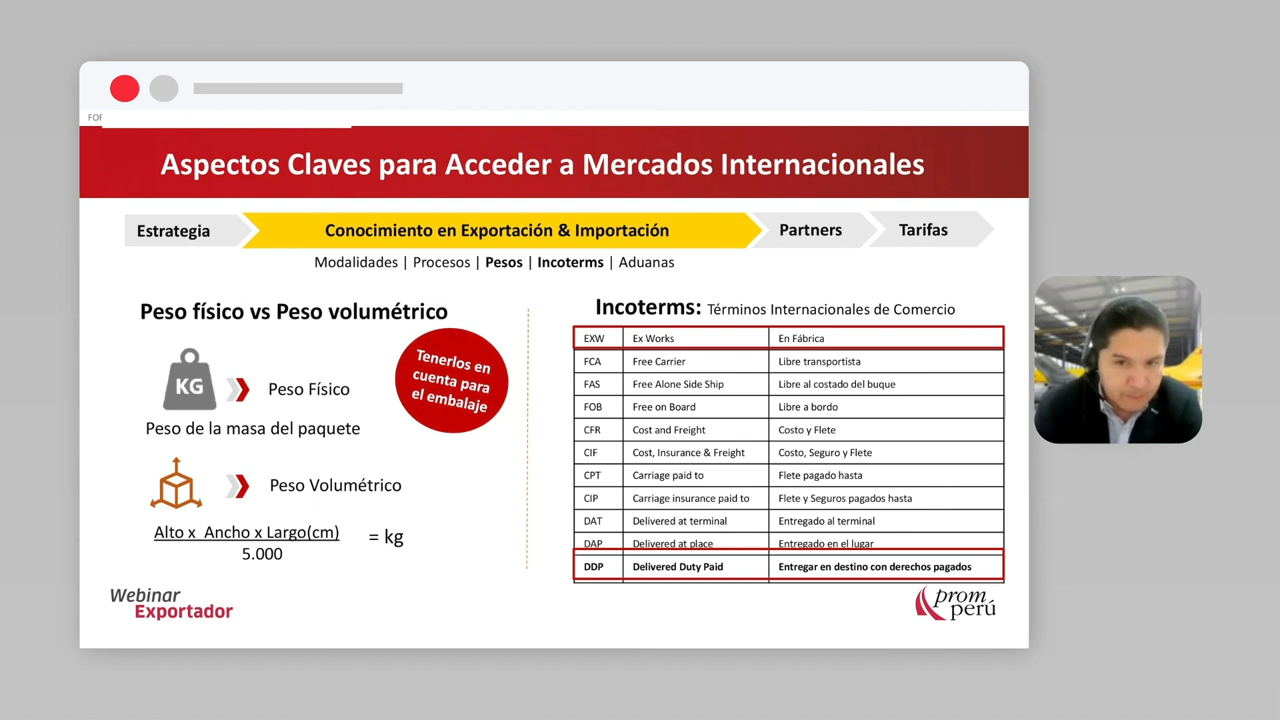 FOR
Aspectos Claves para Acceder a Mercados Internacionales
Estrategia
Conocimiento en Exportación & Importación
Partners
Tarifas
Modalidades | Procesos | Pesos | Incoterms | Aduanas
Peso físico vs Peso volumétrico
Tenerlos en
cuenta para
el embalaje
KG
Peso Físico
Peso de la masa del paquete
Peso Volumétrico
Alto x Ancho x Largo(cm)
5.000
= kg
Incoterms: Términos Internacionales de Comercio
EXW Ex Works En Fábrica
FCA Free Carrier Libre transportista
FAS Free Alone Side Ship Libre al costado del buque
FOB Free on Board Libre a bordo
CFR Cost and Freight Costo y Flete
CIF Cost, Insurance & Freight Costo, Seguro y Flete
CPT Carriage paid to Flete pagado hasta
CIP Carriage insurance paid to Flete y Seguros pagados hasta
DAT Delivered at terminal Entregado al terminal
DAP Delivered at place Entregado en el lugar
DDP Delivered Duty Paid Entregar en destino con derechos pagados
Webinar
Exportador
prom
perú